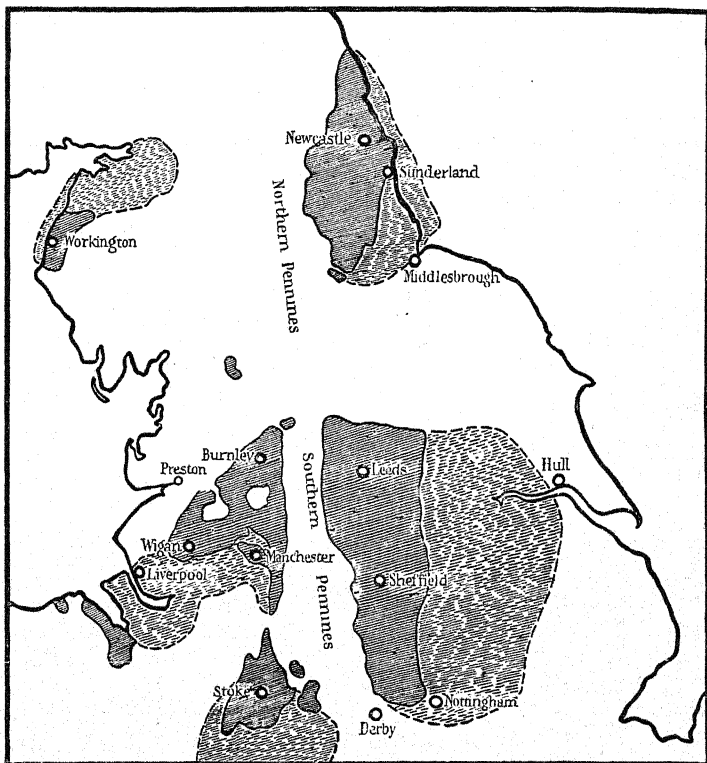 Newcastle
Sunderland
Northern Pennines
Workington
Middlesbrough
Burnley
Preston
Leeds
Hull
Southern Pennines
Wigan
Manchester
Liverpool
Sheffield
Stoke
Nottingham
Derby